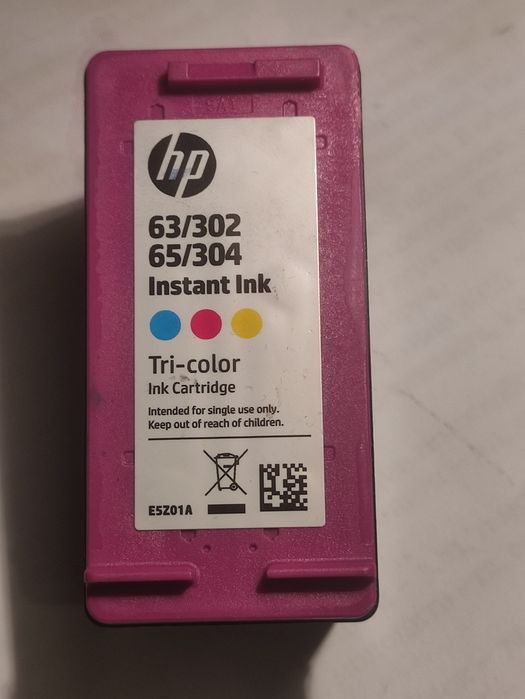 hp
63/302
65/304
Instant Ink
Tri-color
Ink Cartridge
Intended for single use only.
Keep out of reach of children.
E5Z01A